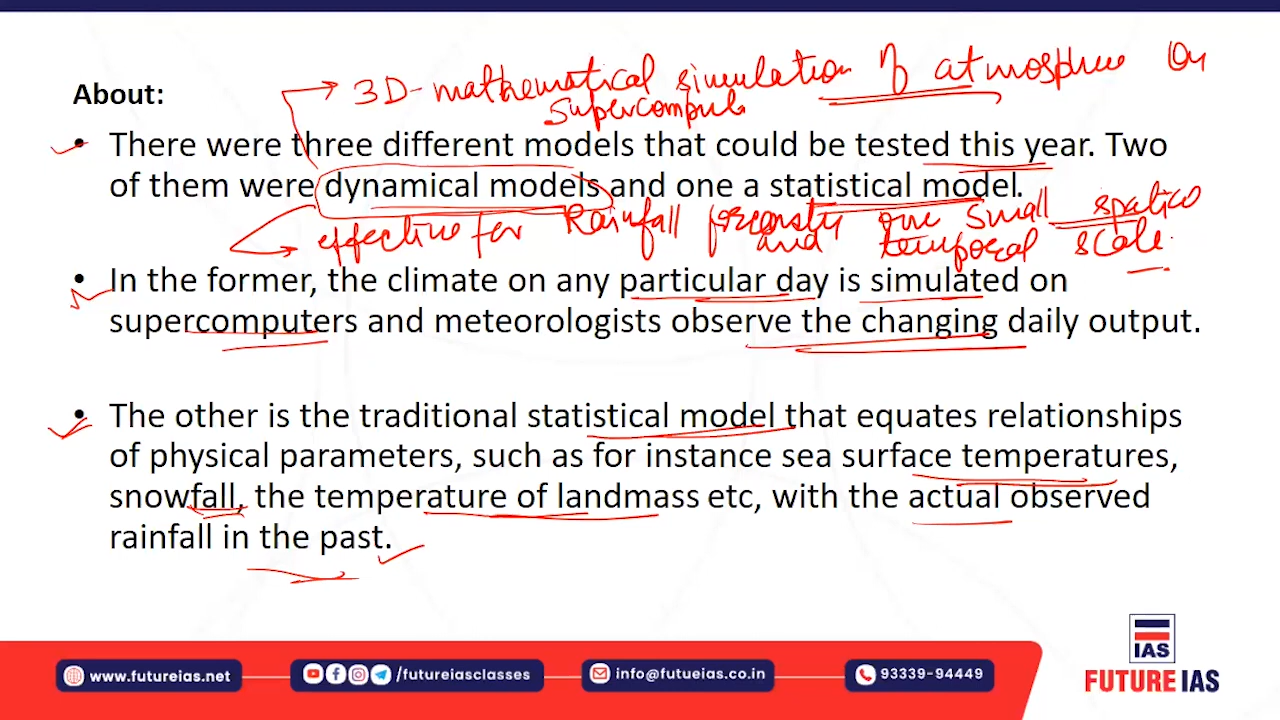 3D-mathematical simulation of atmosphere on
About:
supercompute
• There were three different models that could be tested this year. Two
of them were dynamical models and one a statistical model.
effective for Rainfall one small spatio
and temporal scale.
• In the former, the climate on any particular day is simulated on
supercomputers and meteorologists observe the changing daily output.
• The other is the traditional statistical model that equates relationships
of physical parameters, such as for instance sea surface temperatures,
snowfall, the temperature of landmass etc, with the actual observed
rainfall in the past.
www.futureias.net
/futureiasclasses
info@futueias.co.in
93339-94449
IAS
FUTURE IAS